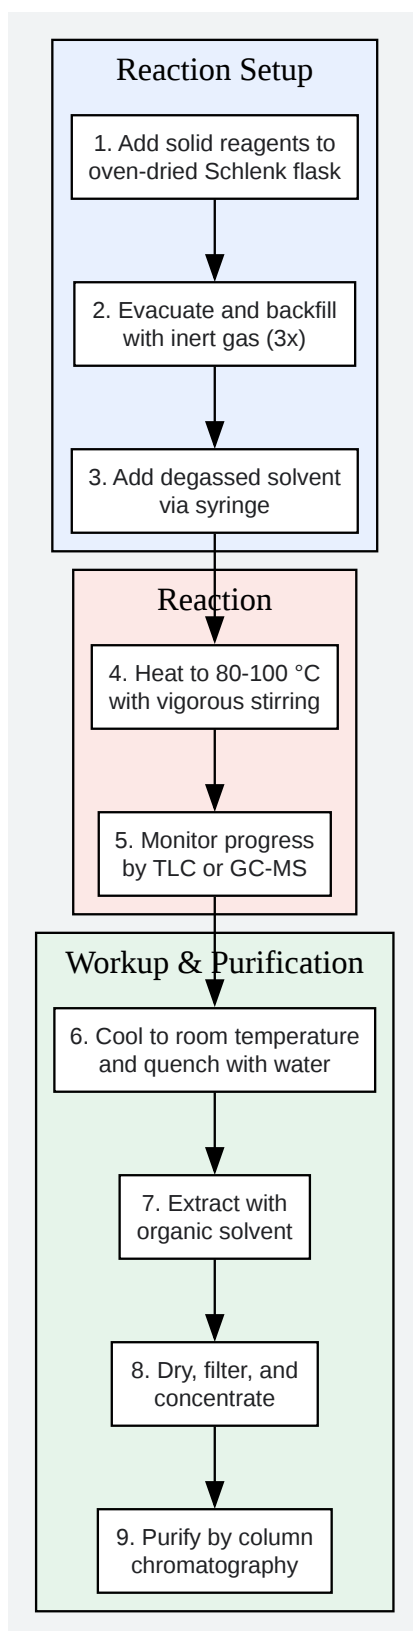 Reaction Setup
1. Add solid reagents to
oven-dried Schlenk flask
2. Evacuate and backfill
with inert gas (3x)
3. Add degassed solvent
via syringe
Reaction
4. Heat to 80-100 °C
with vigorous stirring
5. Monitor progress
by TLC or GC-MS
Workup & Purification
6. Cool to room temperature
and quench with water
7. Extract with
organic solvent
8. Dry, filter, and
concentrate
9. Purify by column
chromatography